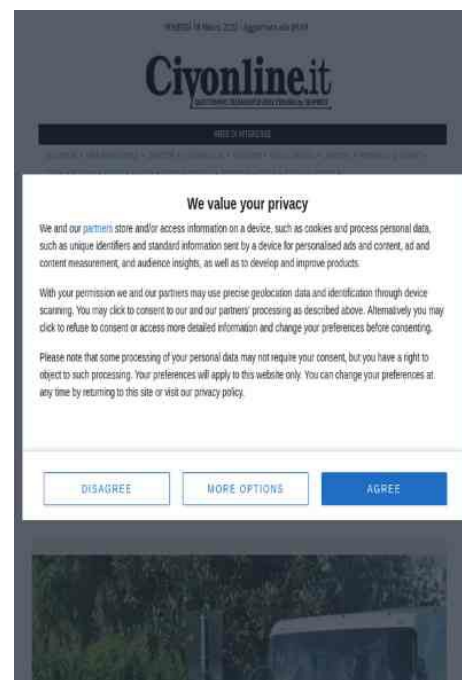 Civonline.it
We value your privacy
We and our partners store and/or access information on a device, such as cookies and process personal data,
such as unique identifiers and standard information sent by a device for personalised ads and content, ad and
content measurement, and audience insights, as well as to develop and improve products.
With your permission we and our partners may use precise geolocation data and identification through device
scanning. You may click to consent to our and our partners' processing as described above. Alternatively you may
click to refuse to consent or access more detailed information and change your preferences before consenting.
Please note that some processing of your personal data may not require your consent, but you have a right to
object to such processing. Your preferences will apply to this website only. You can change your preferences at
any time by returning to this site or visit our privacy policy.
DISAGREE
MORE OPTIONS
AGREE